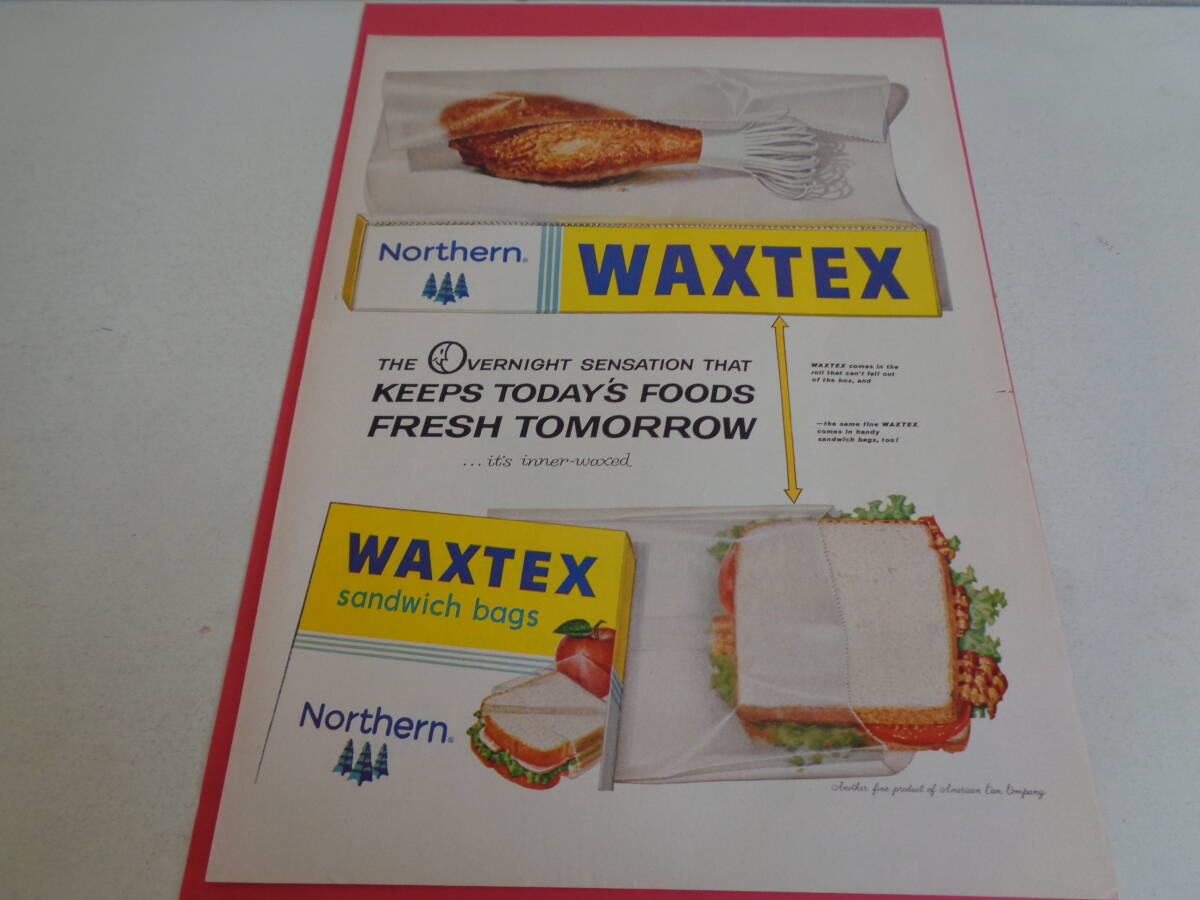 Northern®
WAXTEX
THE OVERNIGHT SENSATION THAT
KEEPS TODAY'S FOODS
FRESH TOMORROW
...it's inner-waxed
WAXTEX comes in the
roll that can't fall out
of the box, and
—the same fine WAXTEX.
comes in handy
sandwich bags, too!
WAXTEX
sandwich bags
Northern®
Another fine product of American Can Company